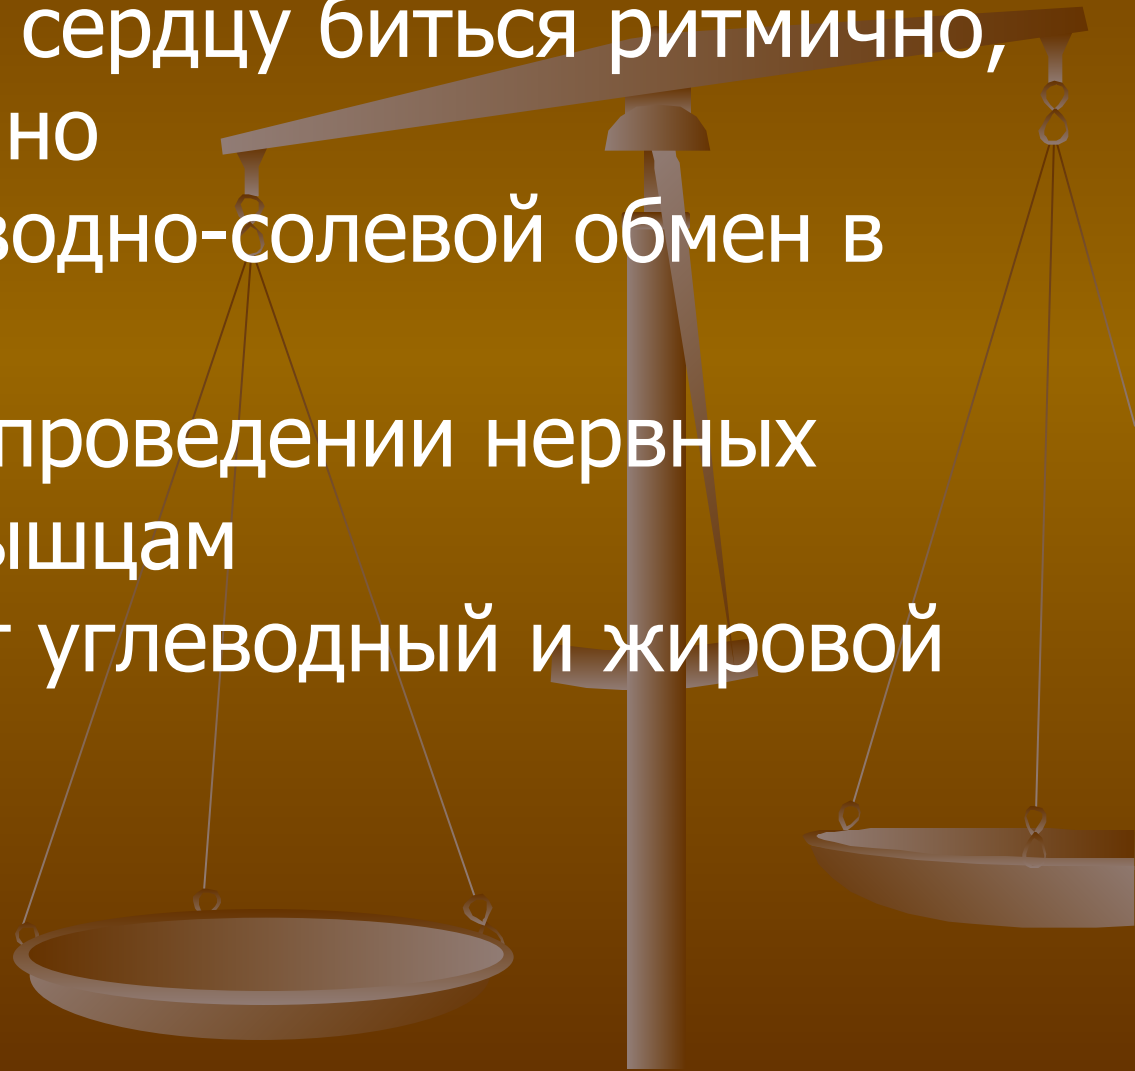 сердцу биться ритмично,
но
водно-солевой обмен в
проведении нервных
ышцам
т углеводный и жировой